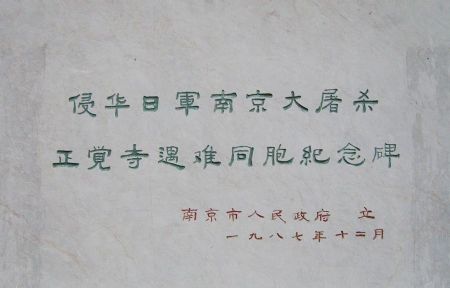 侵华日軍南京大屠杀
正覚寺遇难同胞紀念碑
南京市人民政府 立
一九八七年十二月